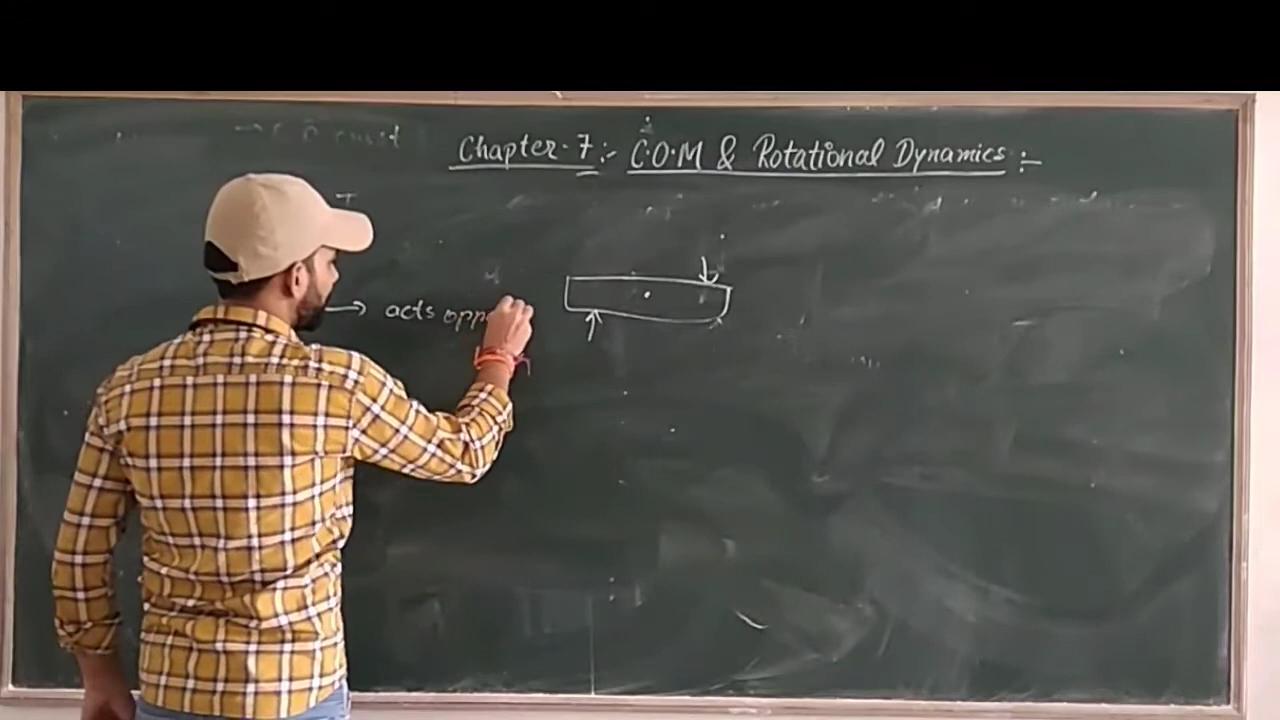 Chapter-7:- C.O.M & Rotational Dynamics:-
→ acts opp